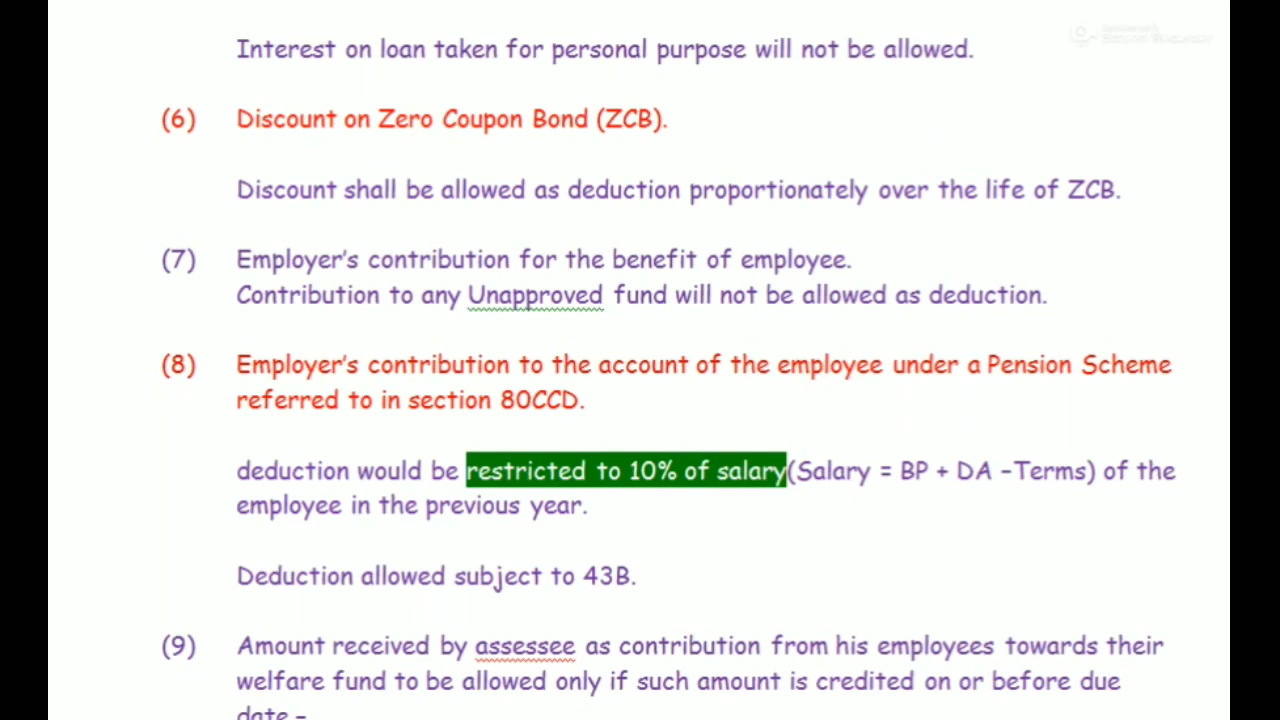 Interest on loan taken for personal purpose will not be allowed.
(6) Discount on Zero Coupon Bond (ZCB).
Discount shall be allowed as deduction proportionately over the life of ZCB.
(7) Employer's contribution for the benefit of employee.
Contribution to any Unapproved fund will not be allowed as deduction.
(8) Employer's contribution to the account of the employee under a Pension Scheme
referred to in section 80CCD.
deduction would be restricted to 10% of salary(Salary = BP + DA –Terms) of the
employee in the previous year.
Deduction allowed subject to 43B.
(9) Amount received by assessee as contribution from his employees towards their
welfare fund to be allowed only if such amount is credited on or before due
date –